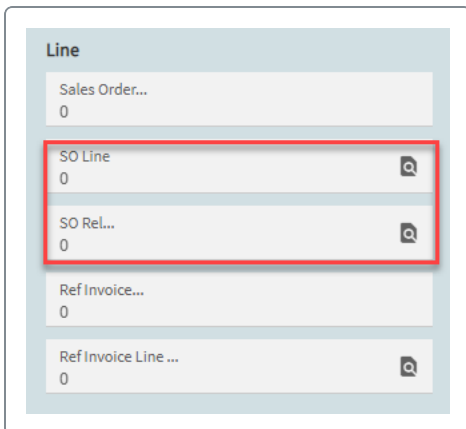 Line
Sales Order...
0
SO Line
0
SO Rel...
0
Ref Invoice...
0
Ref Invoice Line ...
0